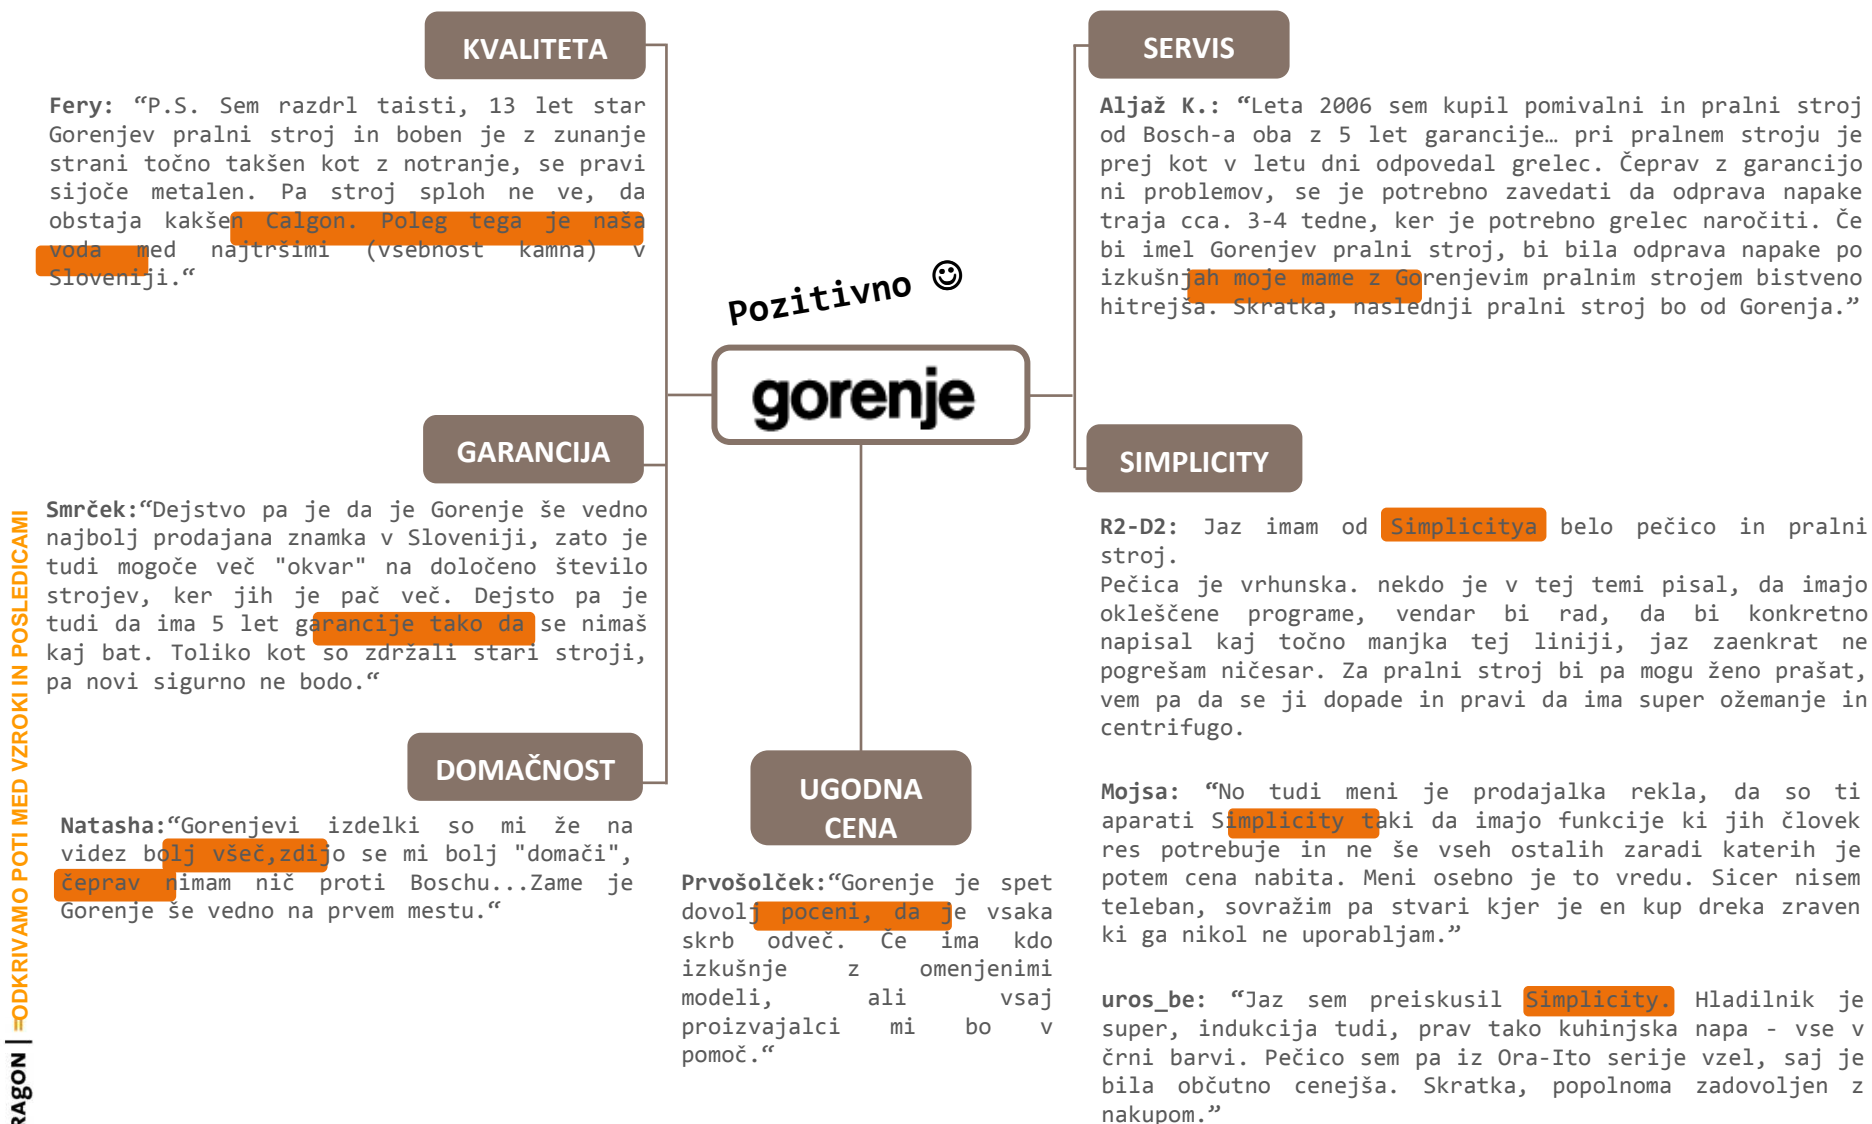 KVALITETA
Fery: “P.S. Sem razdrl taisti, 13 let star
Gorenjev pralni stroj in boben je z zunanje
strani točno takšen kot z notranje, se pravi
sijoče metalen. Pa stroj sploh ne ve, da
obstaja kakšen Calgon. Poleg tega je naša
voda med najtršimi (vsebnost kamna) v
Sloveniji.“
GARANCIJA
Smrček:“Dejstvo pa je da je Gorenje še vedno
najbolj prodajana znamka v Sloveniji, zato je
tudi mogoče več "okvar" na določeno število
strojev, ker jih je pač več. Dejsto pa je
tudi da ima 5 let garancije tako da se nimaš
kaj bat. Toliko kot so zdržali stari stroji,
pa novi sigurno ne bodo.“
DOMAČNOST
Natasha:“Gorenjevi izdelki so mi že na
videz bolj všeč,zdijo se mi bolj "domači",
čeprav nimam nič proti Boschu...Zame je
Gorenje še vedno na prvem mestu.“
Pozitivno ☺
gorenje
UGODNA
CENA
Prvošolček:“Gorenje je spet
dovolj poceni, da je vsaka
skrb odveč. Če ima kdo
izkušnje z omenjenimi
modeli, ali vsaj
proizvajalci mi bo v
pomoč.“
SERVIS
Aljaž K.: “Leta 2006 sem kupil pomivalni in pralni stroj
od Bosch-a oba z 5 let garancije… pri pralnem stroju je
prej kot v letu dni odpovedal grelec. Čeprav z garancijo
ni problemov, se je potrebno zavedati da odprava napake
traja cca. 3-4 tedne, ker je potrebno grelec naročiti. Če
bi imel Gorenjev pralni stroj, bi bila odprava napake po
izkušnjah moje mame z Gorenjevim pralnim strojem bistveno
hitrejša. Skratka, naslednji pralni stroj bo od Gorenja.”
SIMPLICITY
R2-D2: Jaz imam od Simplicitya belo pečico in pralni
stroj.
Pečica je vrhunska. nekdo je v tej temi pisal, da imajo
okleščene programe, vendar bi rad, da bi konkretno
napisal kaj točno manjka tej liniji, jaz zaenkrat ne
pogrešam ničesar. Za pralni stroj bi pa mogu ženo prašat,
vem pa da se ji dopade in pravi da ima super ožemanje in
centrifugo.
Mojsa: “No tudi meni je prodajalka rekla, da so ti
aparati Simplicity taki da imajo funkcije ki jih človek
res potrebuje in ne še vseh ostalih zaradi katerih je
potem cena nabita. Meni osebno je to vredu. Sicer nisem
teleban, sovražim pa stvari kjer je en kup dreka zraven
ki ga nikol ne uporabljam.”
uros_be: “Jaz sem preiskusil Simplicity. Hladilnik je
super, indukcija tudi, prav tako kuhinjska napa - vse v
črni barvi. Pečico sem pa iz Ora-Ito serije vzel, saj je
bila občutno cenejša. Skratka, popolnoma zadovoljen z
nakupom.”
| =ODKRIVAMO POTI MED VZROKI IN POSLEDICAMI